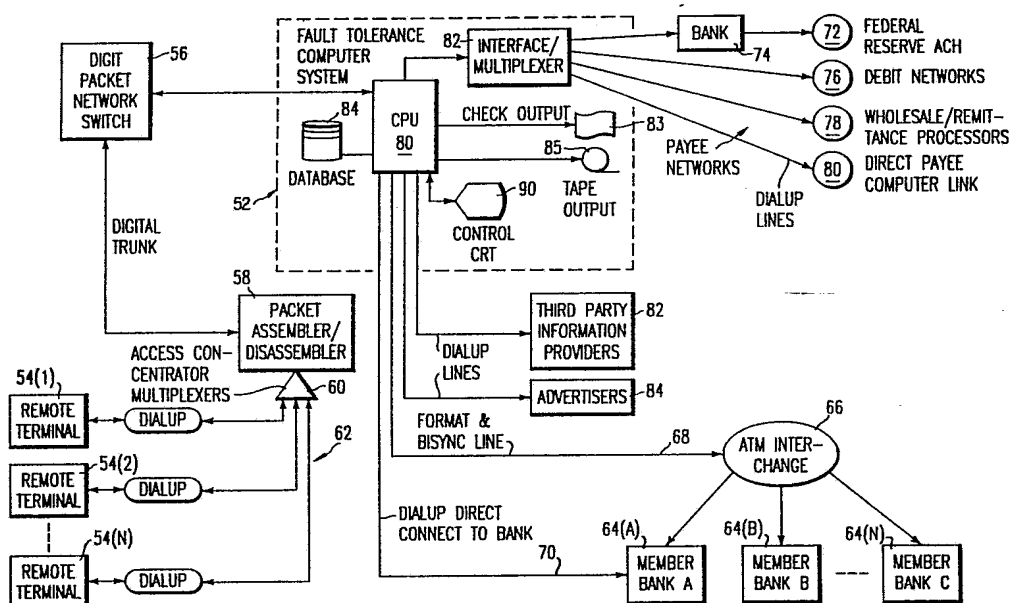 56
DIGIT
PACKET
NETWORK
SWITCH
FAULT TOLERANCE
COMPUTER
SYSTEM
82
INTERFACE/
MULTIPLEXER
BANK
74
72
FEDERAL
RESERVE ACH
76
DEBIT NETWORKS
78
WHOLESALE/REMIT-
TANCE PROCESSORS
80
DIRECT PAYEE
COMPUTER LINK
PAYEE
NETWORKS
DIALUP
LINES
84
DATABASE
CPU
80
CHECK OUTPUT
83
85
TAPE
OUTPUT
90
CONTROL
CRT
52
DIGITAL
TRUNK
58
PACKET
ASSEMBLER/
DISASSEMBLER
ACCESS CON-
CENTRATOR
MULTIPLEXERS
60
62
THIRD PARTY
INFORMATION
PROVIDERS
82
DIALUP
LINES
ADVERTISERS
84
54(1)
REMOTE
TERMINAL
DIALUP
54(2)
REMOTE
TERMINAL
DIALUP
54(N)
REMOTE
TERMINAL
DIALUP
FORMAT &
BISYNC LINE
68
66
ATM INTER-
CHANGE
DIALUP DIRECT
CONNECT TO BANK
70
64(A)
MEMBER
BANK A
64(B)
MEMBER
BANK B
64(N)
MEMBER
BANK C